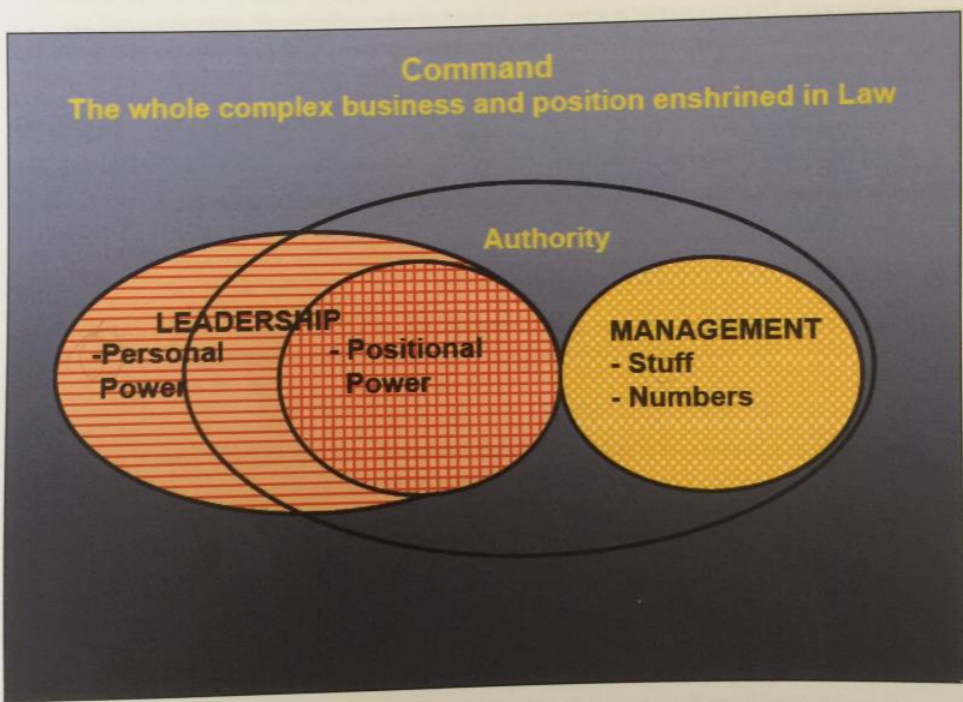 Command
The whole complex business and position enshrined in Law
Authority
LEADERSHIP
-Personal
Power
- Positional
Power
MANAGEMENT
- Stuff
- Numbers